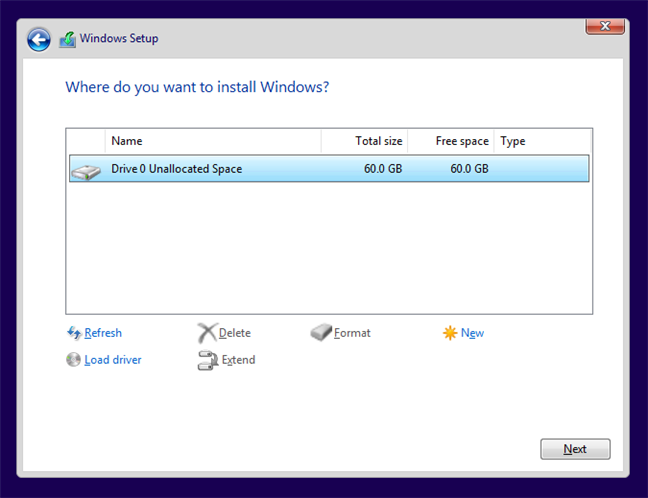 Windows Setup
Where do you want to install Windows?
Name Total size Free space Type
Drive 0 Unallocated Space 60.0 GB 60.0 GB
Refresh Delete Format New
Load driver Extend
Next